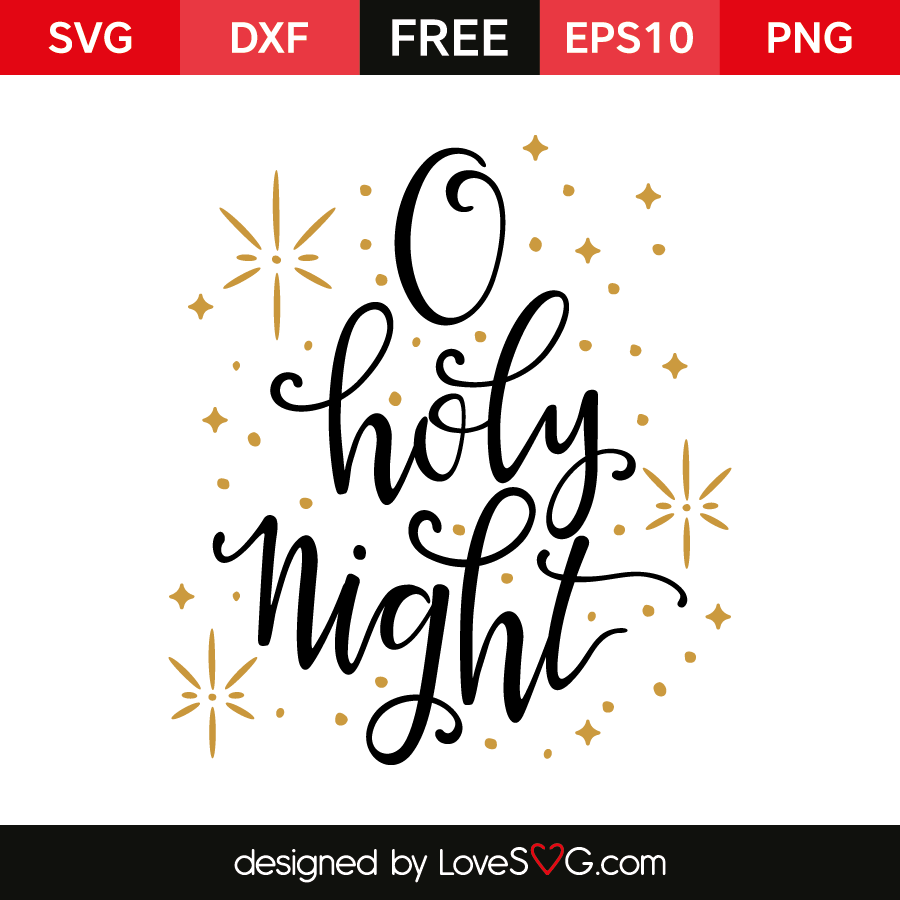 SVG DXF FREE EPS10 PNG
O
holy
night
designed by LoveSVG.com